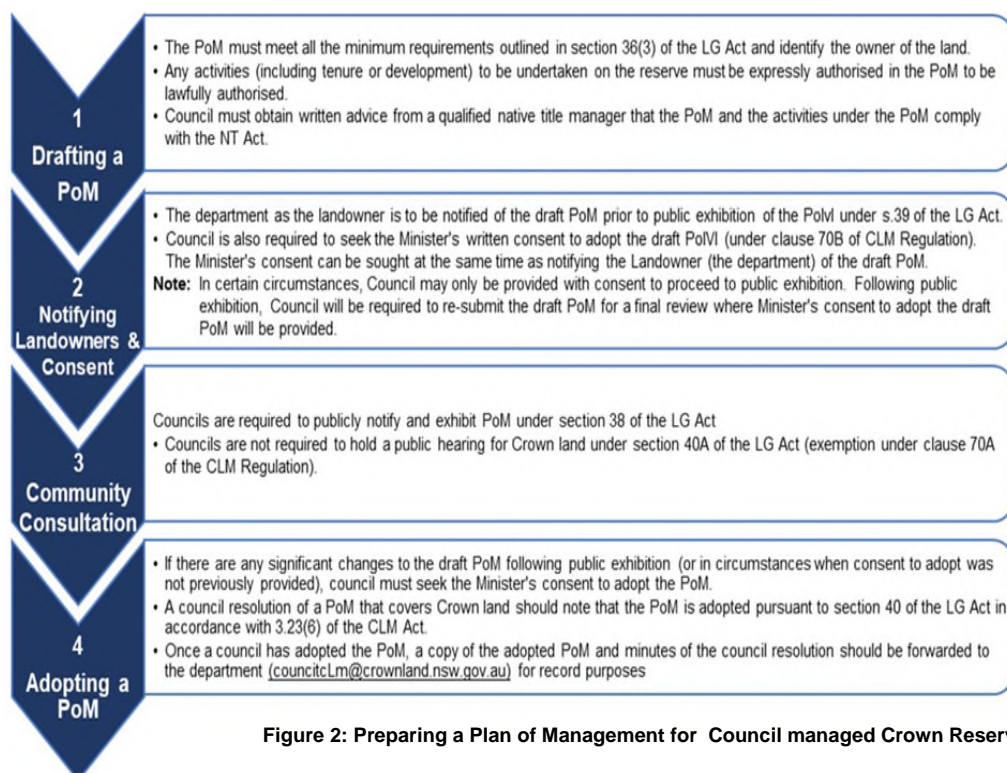 1
Drafting a
PoM
• The PoM must meet all the minimum requirements outlined in section 36(3) of the LG Act and identify the owner of the land.
• Any activities (including tenure or development) to be undertaken on the reserve must be expressly authorised in the PoM to be
lawfully authorised.
• Council must obtain written advice from a qualified native title manager that the PoM and the activities under the PoM comply
with the NT Act.
2
Notifying
Landowners &
Consent
• The department as the landowner is to be notified of the draft PoM prior to public exhibition of the PolvI under s.39 of the LG Act.
• Council is also required to seek the Minister's written consent to adopt the draft PolVI (under clause 70B of CLM Regulation).
The Minister's consent can be sought at the same time as notifying the Landowner (the department) of the draft PoM.
Note: In certain circumstances, Council may only be provided with consent to proceed to public exhibition. Following public
exhibition, Council will be required to re-submit the draft PoM for a final review where Minister's consent to adopt the draft
PoM will be provided.
3
Community
Consultation
Councils are required to publicly notify and exhibit PoM under section 38 of the LG Act
• Councils are not required to hold a public hearing for Crown land under section 40A of the LG Act (exemption under clause 70A
of the CLM Regulation).
4
Adopting a
PoM
• If there are any significant changes to the draft PoM following public exhibition (or in circumstances when consent to adopt was
not previously provided), council must seek the Minister's consent to adopt the PoM.
• A council resolution of a PoM that covers Crown land should note that the PoM is adopted pursuant to section 40 of the LG Act in
accordance with 3.23(6) of the CLM Act.
• Once a council has adopted the PoM, a copy of the adopted PoM and minutes of the council resolution should be forwarded to
the department (councitcLm@crownland.nsw.gov.au) for record purposes
Figure 2: Preparing a Plan of Management for Council managed Crown Reser